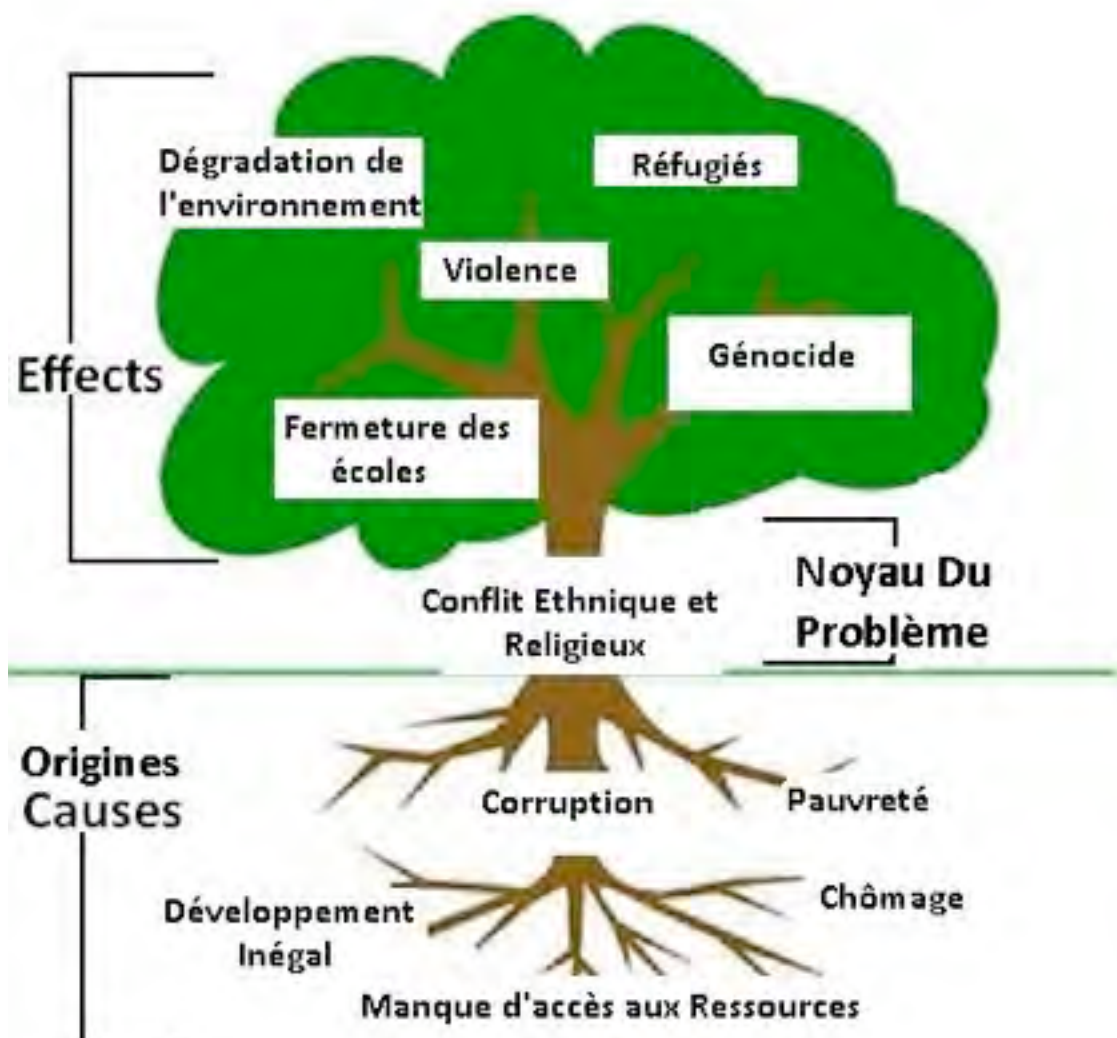 Dégradation de
l'environnement
Réfugiés
Violence
Génocide
Effects
Fermeture des
écoles
Conflit Ethnique et
Religieux
Noyau Du
Problème
Origines
Causes
Corruption
Pauvreté
Développement
Inégal
Chômage
Manque d'accès aux Ressources